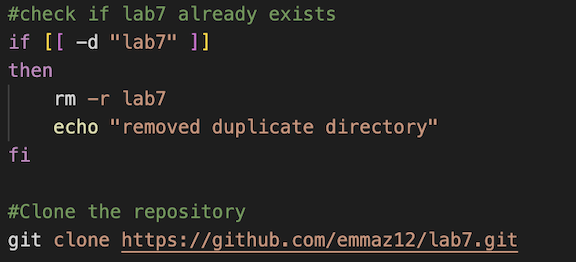 #check if lab7 already exists
if [[ -d "lab7" ]]
then
    rm -r lab7
    echo "removed duplicate directory"
fi

#Clone the repository
git clone https://github.com/emmaz12/lab7.git